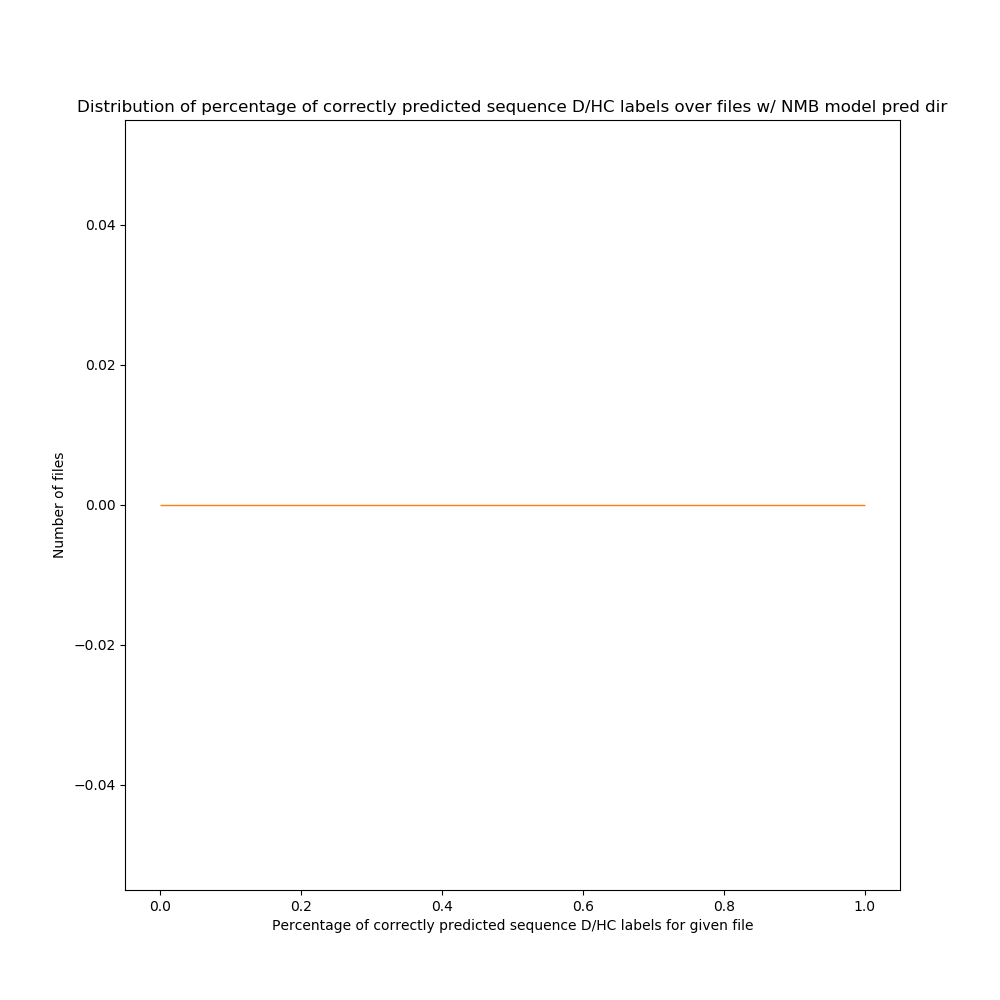 Distribution of percentage of correctly predicted sequence D/HC labels over files w/ NMB model pred dir
0.04
0.02
0.00
−0.02
−0.04
Number of files
0.0 0.2 0.4 0.6 0.8 1.0
Percentage of correctly predicted sequence D/HC labels for given file